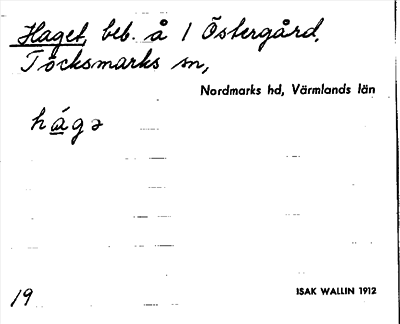 Haget, beb. å 1 Östergård,
Töcksmarks sn,
Nordmarks hd, Värmlands län
hágə
19
ISAK WALLIN 1912